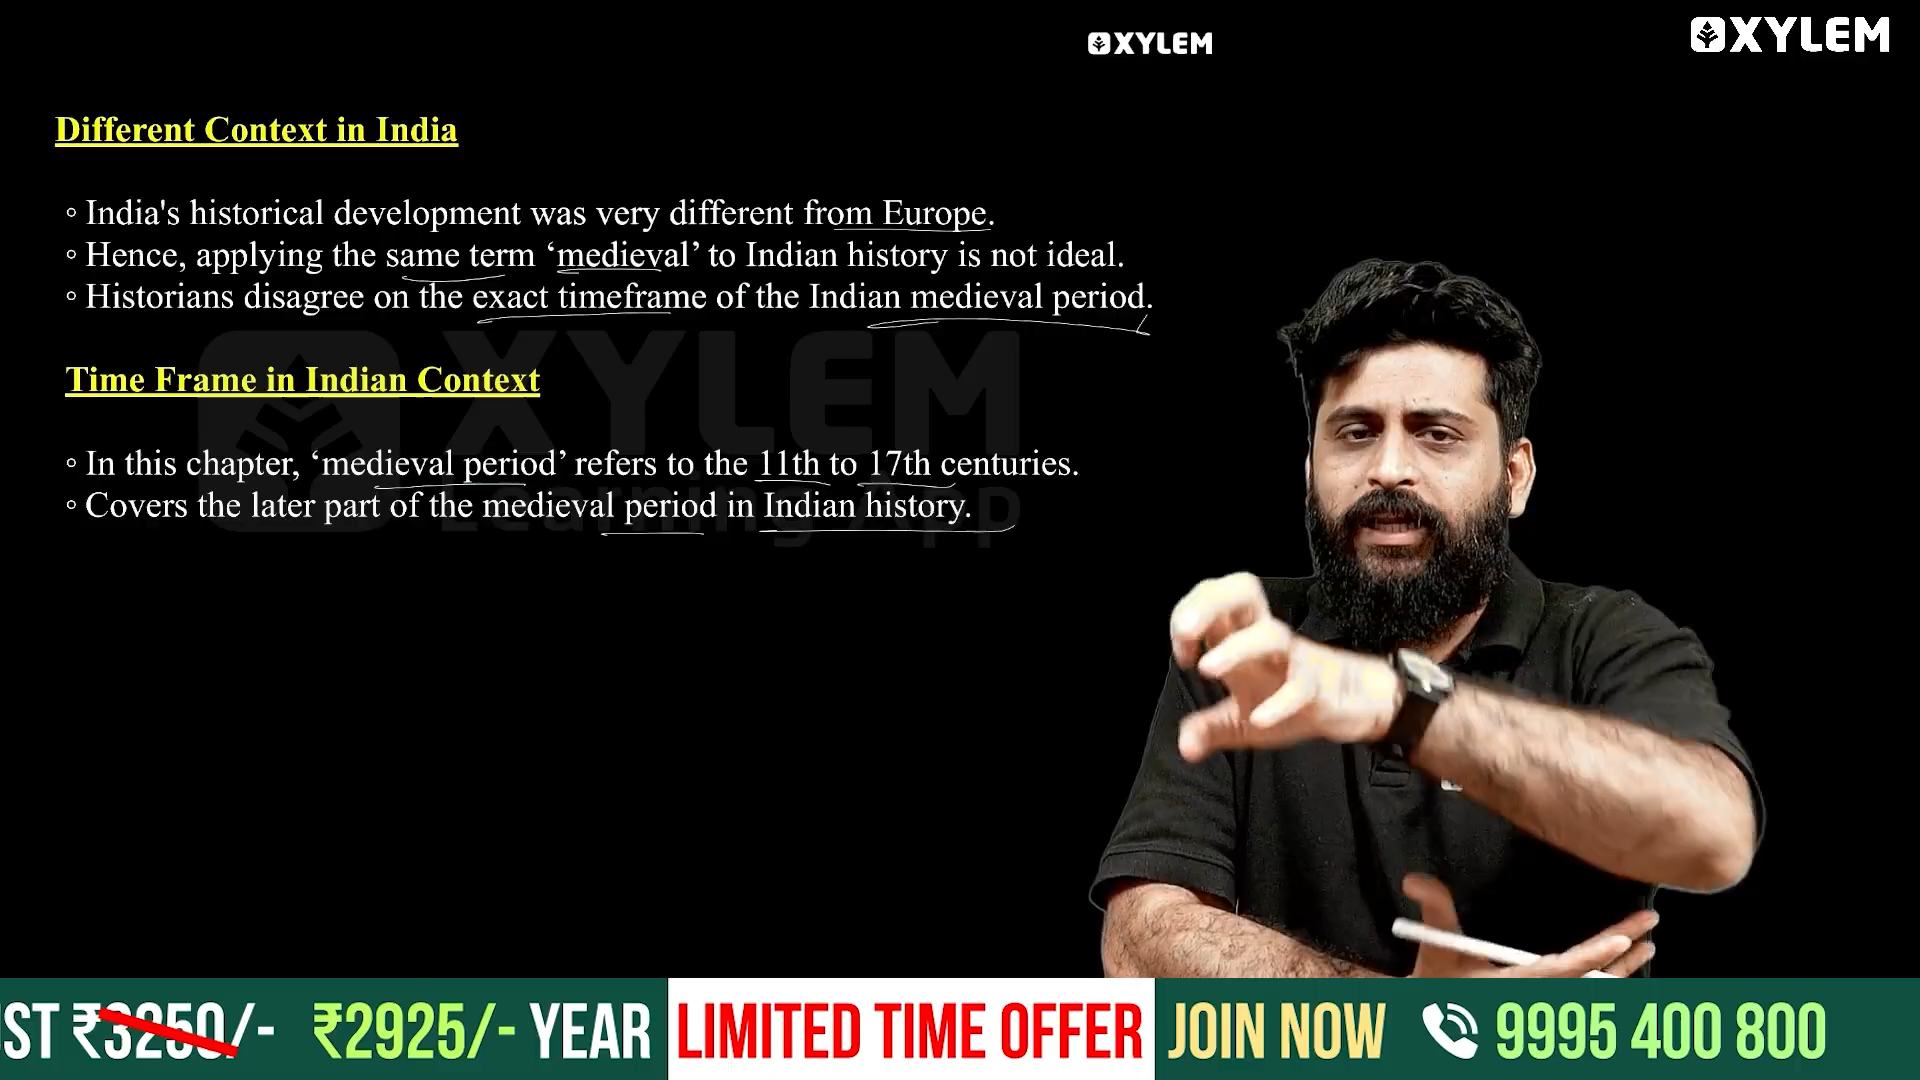 XYLEM
XYLEM
Different Context in India
◦ India's historical development was very different from Europe.
◦ Hence, applying the same term ‘medieval’ to Indian history is not ideal.
◦ Historians disagree on the exact timeframe of the Indian medieval period.
Time Frame in Indian Context
◦ In this chapter, ‘medieval period’ refers to the 11th to 17th centuries.
◦ Covers the later part of the medieval period in Indian history.
XYLEM
Learning App
ST ₹3250/- ₹2925/- YEAR LIMITED TIME OFFER JOIN NOW 9995 400 800